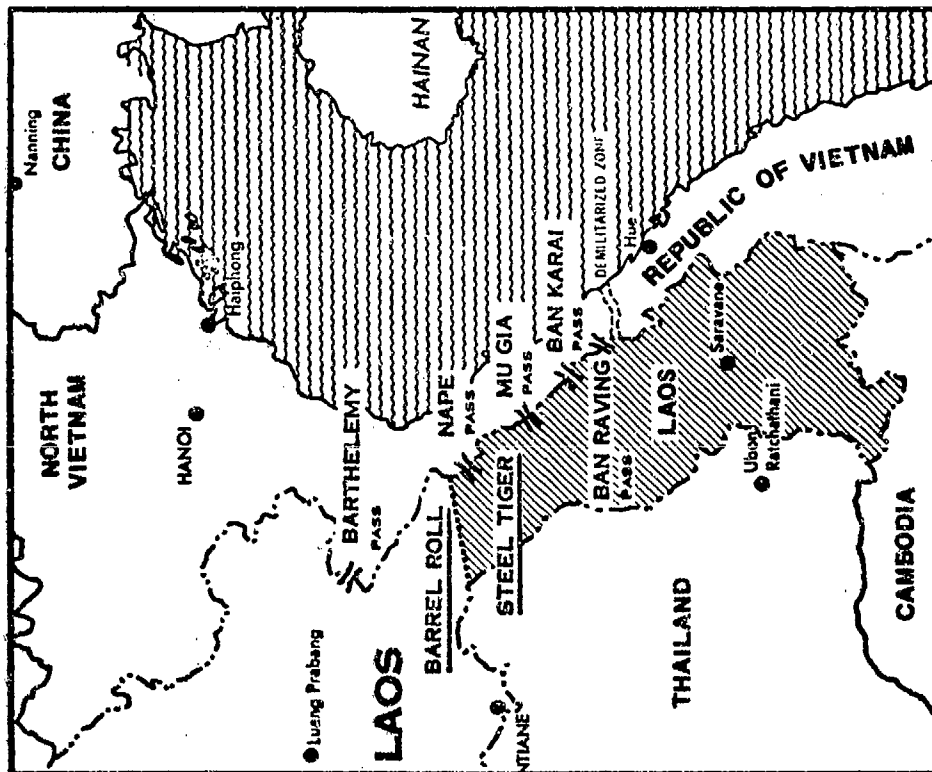 Nanning
CHINA
NORTH
VIETNAM
HANOI
Haiphong
HAINAN
BARTHELEMY
PASS
Luang Prabang
LAOS
BARREL ROLL
NAPE
PASS
STEEL TIGER
MU GIA
PASS
BAN KARAI
PASS
DEMILITARIZED ZONE
Hue
BAN RAVING
PASS
REPUBLIC OF VIETNAM
LAOS
Saravane
Ubon
Ratchathani
NTIANE
THAILAND
CAMBODIA